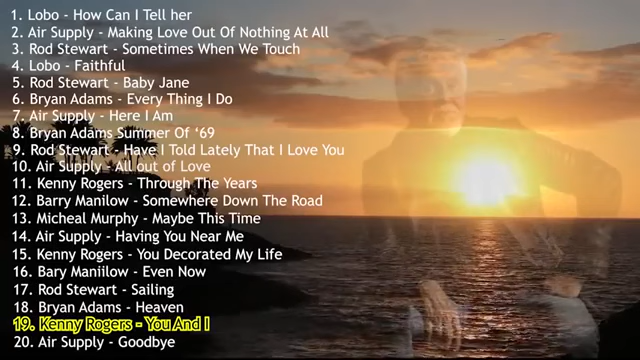 1. Lobo - How Can I Tell her
2. Air Supply - Making Love Out Of Nothing At All
3. Rod Stewart - Sometimes When We Touch
4. Lobo - Faithful
5. Rod Stewart - Baby Jane
6. Bryan Adams - Every Thing I Do
7. Air Supply - Here I Am
8. Bryan Adams Summer Of ‘69
9. Rod Stewart - Have I Told Lately That I Love You
10. Air Supply - All out of Love
11. Kenny Rogers - Through The Years
12. Barry Manilow - Somewhere Down The Road
13. Micheal Murphy - Maybe This Time
14. Air Supply - Having You Near Me
15. Kenny Rogers - You Decorated My Life
16. Bary Maniilow - Even Now
17. Rod Stewart - Sailing
18. Bryan Adams - Heaven
19. Kenny Rogers - You And I
20. Air Supply - Goodbye